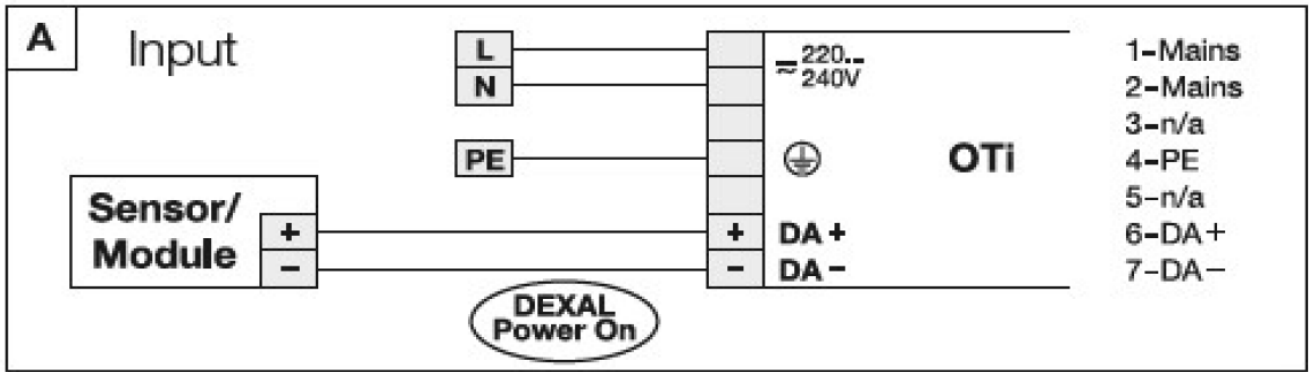 A
Input
L
N
PE
Sensor/
Module
+
−
220...
240V
OTi
+ DA+
− DA−
DEXAL
Power On
1−Mains
2−Mains
3−n/a
4−PE
5−n/a
6−DA+
7−DA−